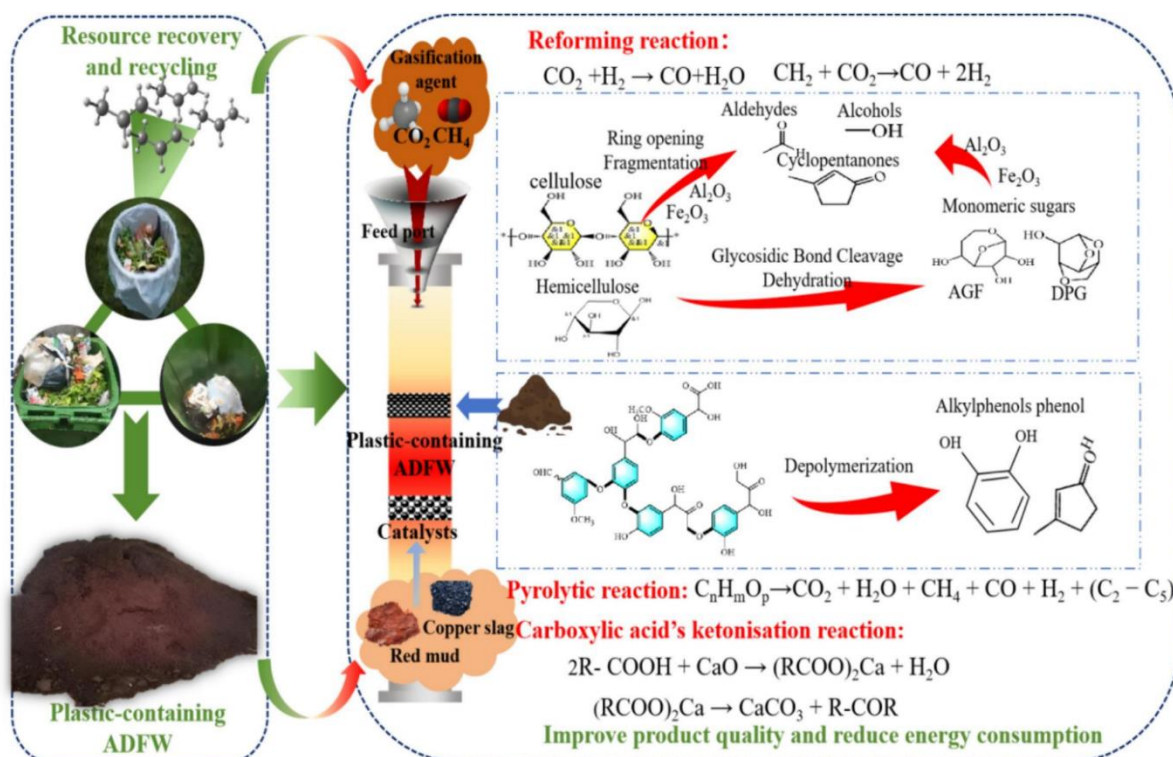 Resource recovery
and recycling
Plastic-containing
ADFW
Gasification
agent
CO₂ CH₄
Feed port
Plastic-containing
ADFW
Catalysts
Copper slag
Red mud
Reforming reaction:
CO₂ +H₂ → CO+H₂O CH₂ + CO₂→CO + 2H₂
Aldehydes
Alcohols
H
OH
Cyclopentanones
O
Ring opening
Fragmentation
Al₂O₃
Fe₂O₃
Al₂O₃
Fe₂O₃
cellulose
Monomeric sugars
Glycosidic Bond Cleavage
Dehydration
AGF
DPG
Hemicellulose
Alkylphenols phenol
OH
OH
OH
Depolymerization
Pyrolytic reaction: CₙHₘOₚ→CO₂ + H₂O + CH₄ + CO + H₂ + (C₂ − C₅)
Carboxylic acid's ketonisation reaction:
2R- COOH + CaO → (RCOO)₂Ca + H₂O
(RCOO)₂Ca → CaCO₃ + R-COR
Improve product quality and reduce energy consumption